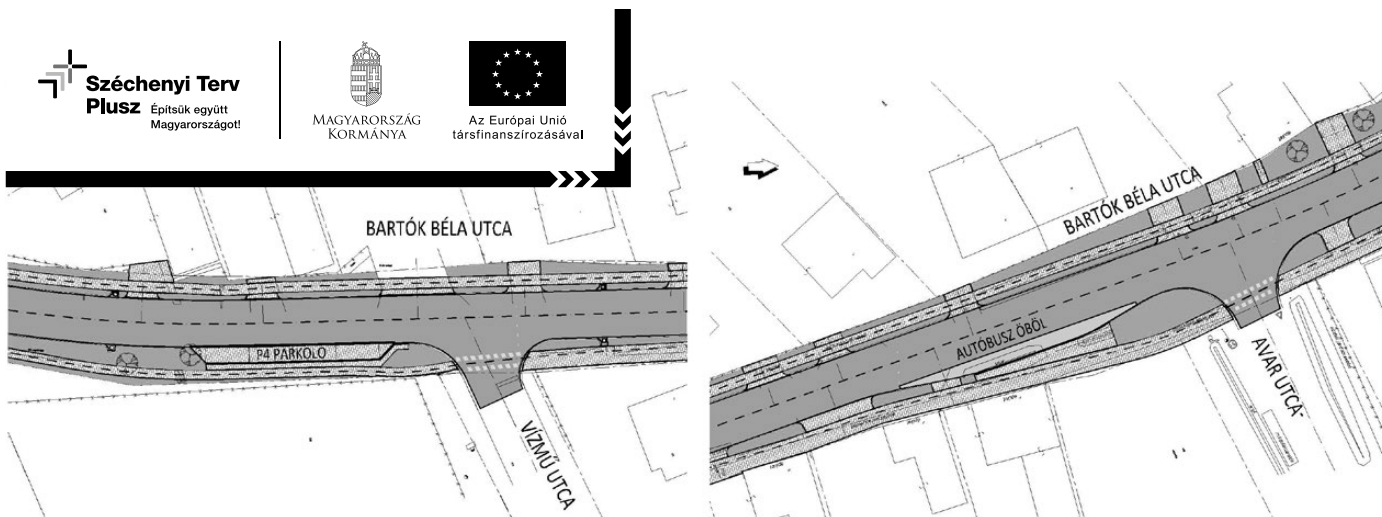 Széchenyi Terv
Plusz Építsük együtt
Magyarországot!
MAGYARORSZÁG
KORMÁNYA
Az Európai Unió
társfinanszírozásával
BARTÓK BÉLA UTCA
P4 PARKOLÓ
VÍZMŰ UTCA
BARTÓK BÉLA UTCA
AUTÓBUSZ ÖBÖL
AVAR UTCA